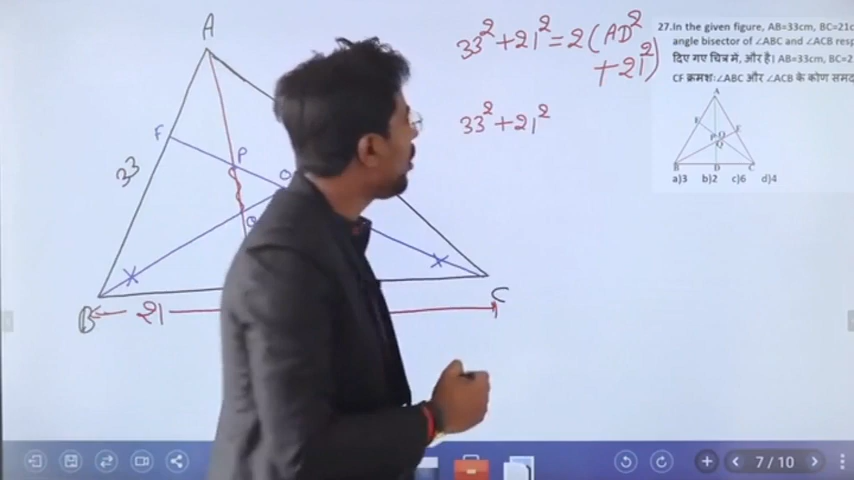 A
33² + 21² = 2 (AD²
+ 21²)
33² + 21²
F
P
O
Q
33
B
21
C
27.In the given figure, AB=33cm, BC=21c
angle bisector of ∠ABC and ∠ACB resp
दिए गए चित्र में, और है। AB=33cm, BC=2
CF क्रमशः ∠ABC और ∠ACB के कोण समद
A
F
E
P
O
Q
B
D
C
a)3 b)2 c)6 d)4
7 / 10